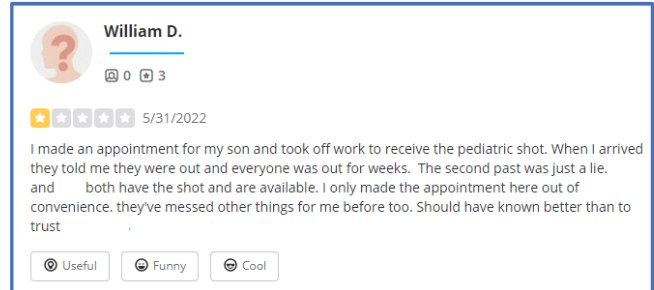 William D.
0 3
5/31/2022
I made an appointment for my son and took off work to receive the pediatric shot. When I arrived
they told me they were out and everyone was out for weeks. The second past was just a lie.
and both have the shot and are available. I only made the appointment here out of
convenience. they've messed other things for me before too. Should have known better than to
trust .
Useful Funny Cool